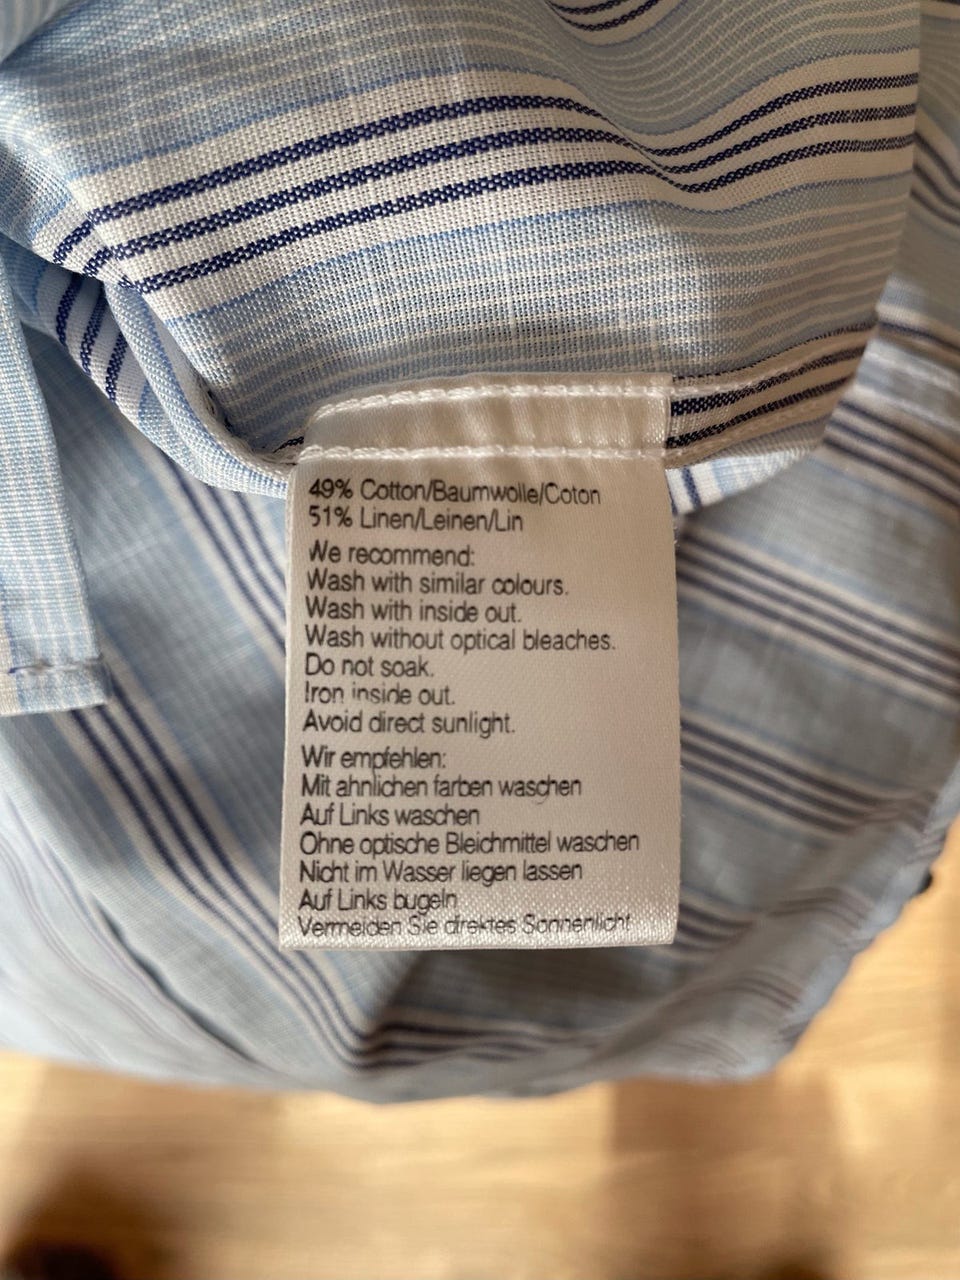 49% Cotton/Baumwolle/Coton
51% Linen/Leinen/Lin
We recommend:
Wash with similar colours.
Wash with inside out.
Wash without optical bleaches.
Do not soak.
Iron inside out.
Avoid direct sunlight.
Wir empfehlen:
Mit ahnlichen farben waschen
Auf Links waschen
Ohne optische Bleichmittel waschen
Nicht im Wasser liegen lassen
Auf Links bugeln
Vermeiden Sie direktes Sonnenlicht